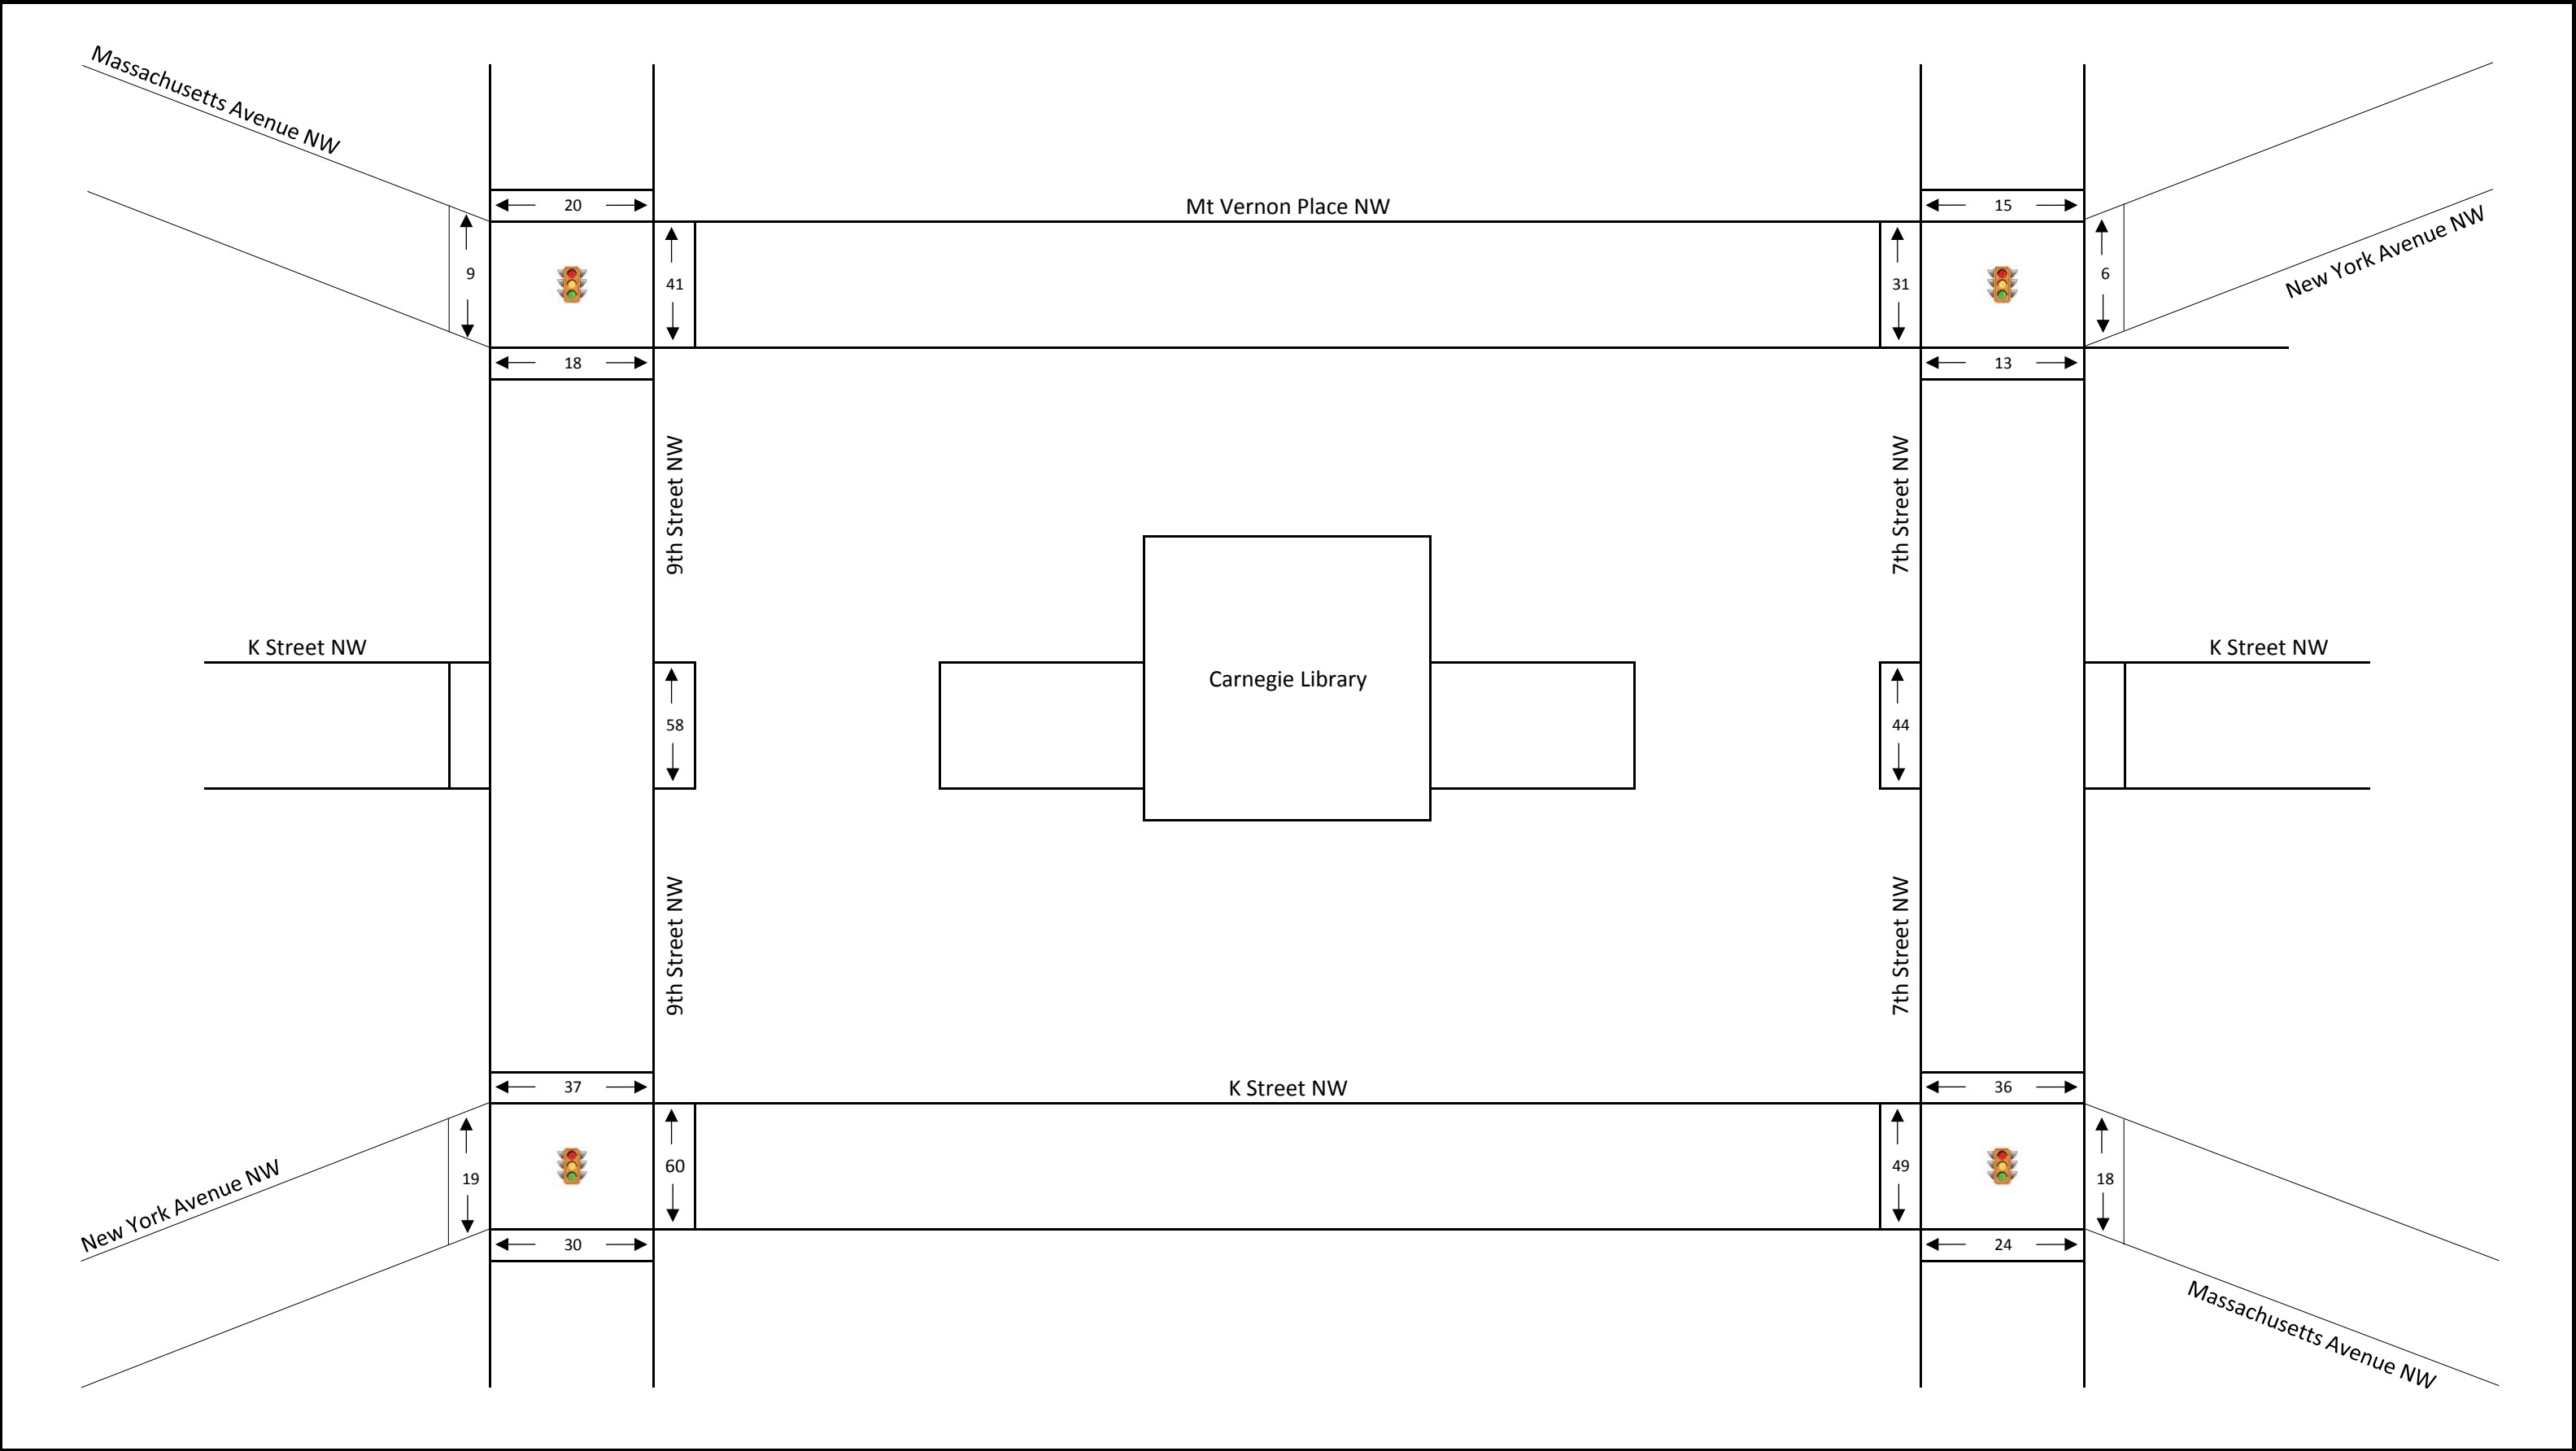 Massachusetts Avenue NW
20
Mt Vernon Place NW
15
New York Avenue NW
9
41
31
6
18
13
9th Street NW
7th Street NW
K Street NW
K Street NW
Carnegie Library
58
44
9th Street NW
7th Street NW
37
K Street NW
36
New York Avenue NW
19
60
49
18
30
24
Massachusetts Avenue NW